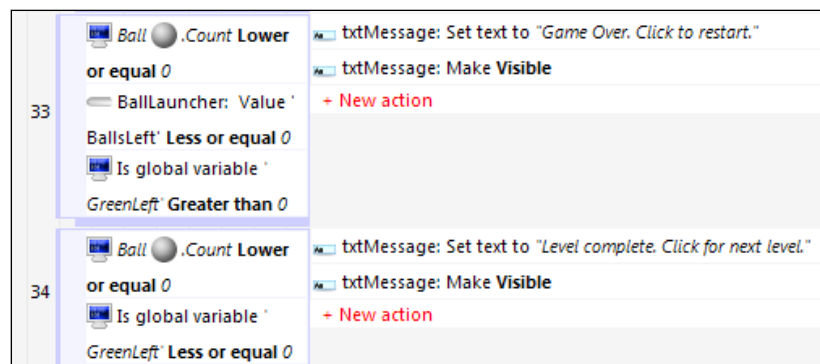 33
Ball .Count Lower
or equal 0
BallLauncher: Value '
BallsLeft' Less or equal 0
Is global variable '
GreenLeft' Greater than 0
txtMessage: Set text to "Game Over. Click to restart."
txtMessage: Make Visible
+ New action
34
Ball .Count Lower
or equal 0
Is global variable '
GreenLeft' Less or equal 0
txtMessage: Set text to "Level complete. Click for next level."
txtMessage: Make Visible
+ New action